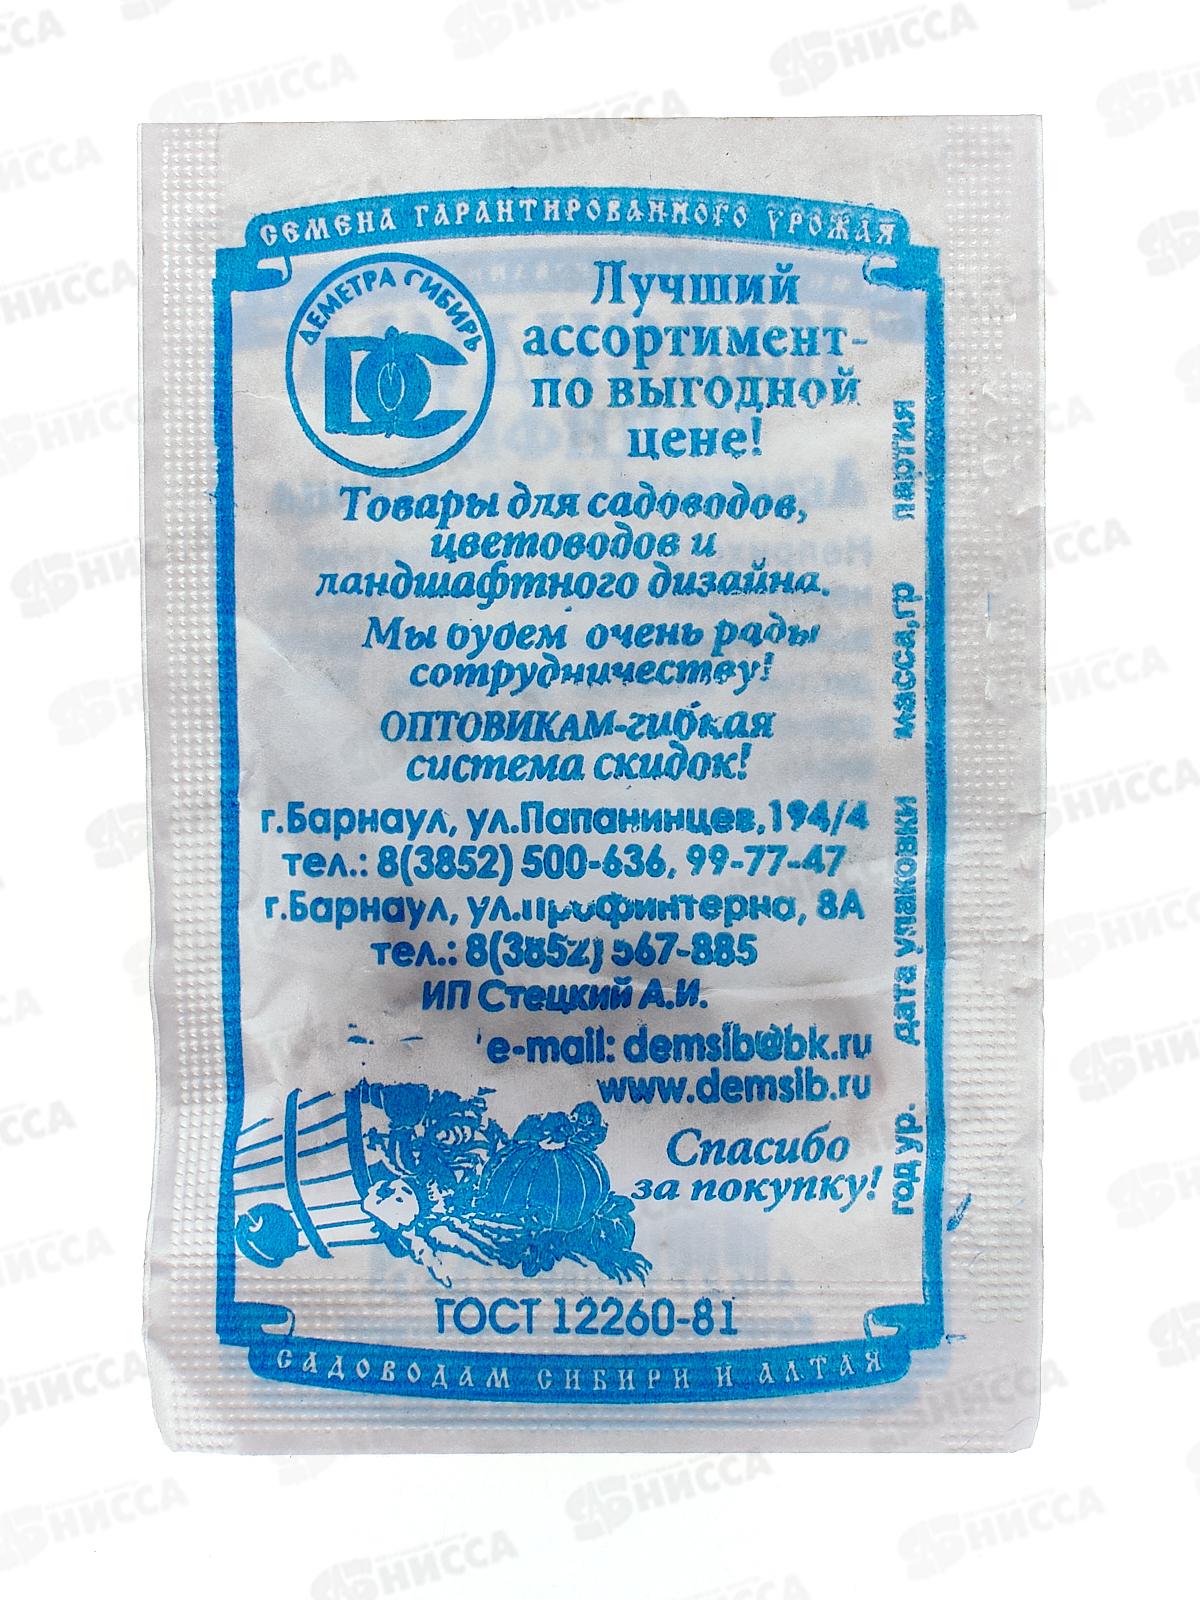 СЕМЕНА ГАРАНТИРОВАННОГО УРОЖАЯ
ДЕМЕТРА СИБИРЬ
ДС
Лучший
ассортимент-
по выгодной
цене!
Товары для садоводов,
цветоводов и
ландшафтного дизайна.
Мы будем очень рады
сотрудничеству!
ОПТОВИКАМ-гибкая
система скидок!
г.Барнаул, ул.Папанинцев,194/4
тел.: 8(3852) 500-636, 99-77-47
г.Барнаул, ул.Профинтерна, 8А
тел.: 8(3852) 567-885
ИП Стецкий А.И.
e-mail: demsib@bk.ru
www.demsib.ru
Спасибо
за покупку!
год ур. дата упаковки масса,гр партия
ГОСТ 12260-81
САДОВОДАМ СИБИРИ И АЛТАЯ
АБНИССА